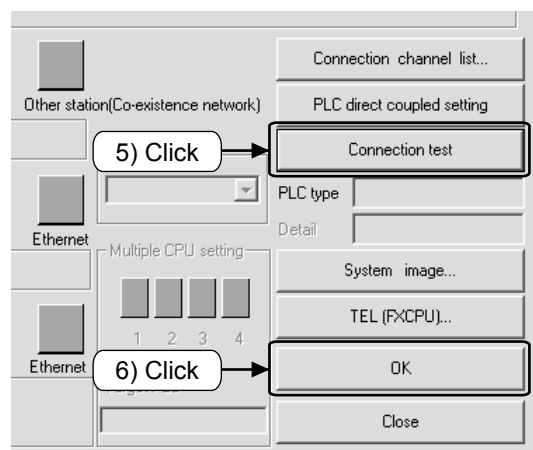 Connection channel list...
Other station(Co-existence network)
PLC direct coupled setting
5) Click
Connection test
PLC type
Detail
Ethernet
Multiple CPU setting
System image...
1 2 3 4
TEL (FXCPU)...
Ethernet
6) Click
OK
Close